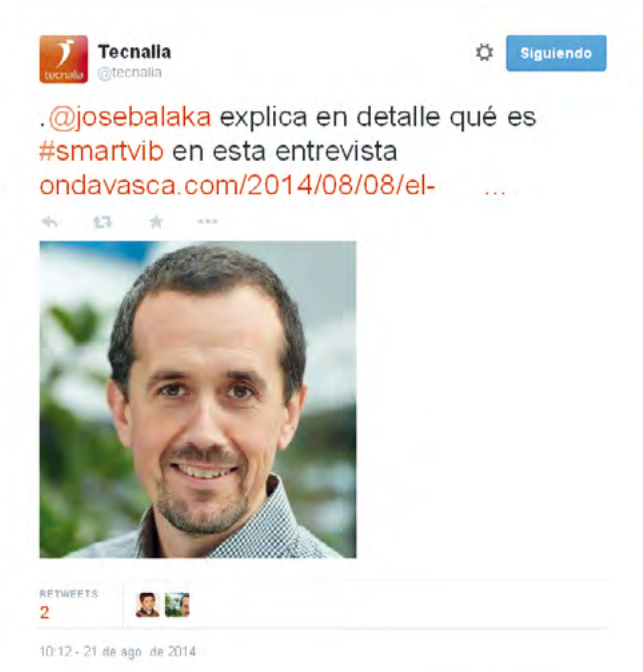 Tecnalia
Siguiendo
tecnalia
@tecnalia
.@josebalaka explica en detalle qué es
#smartvib en esta entrevista
ondavasca.com/2014/08/08/el- ...
RETWEETS
2
10:12 - 21 de ago. de 2014